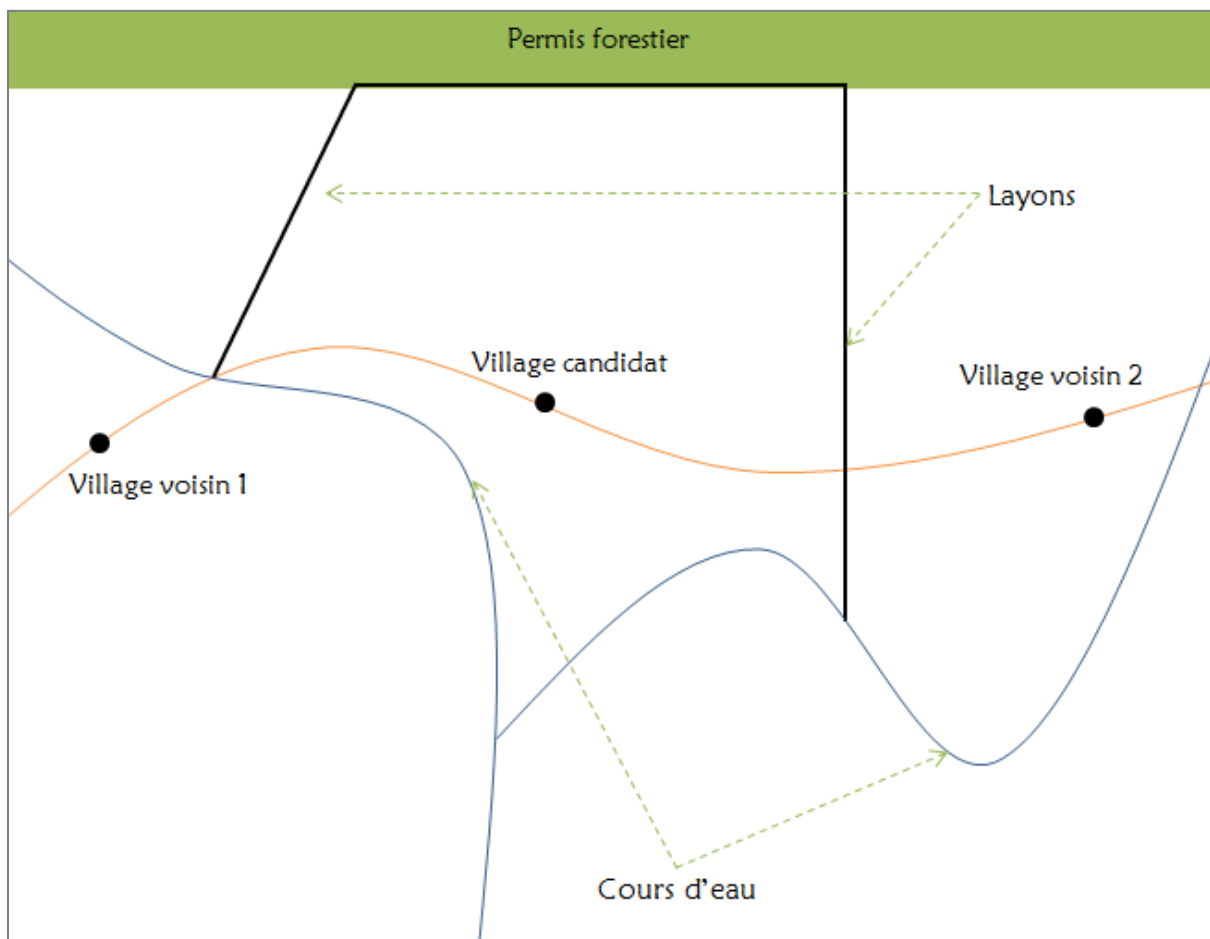 Permis forestier
Layons
Village candidat
Village voisin 2
Village voisin 1
Cours d'eau